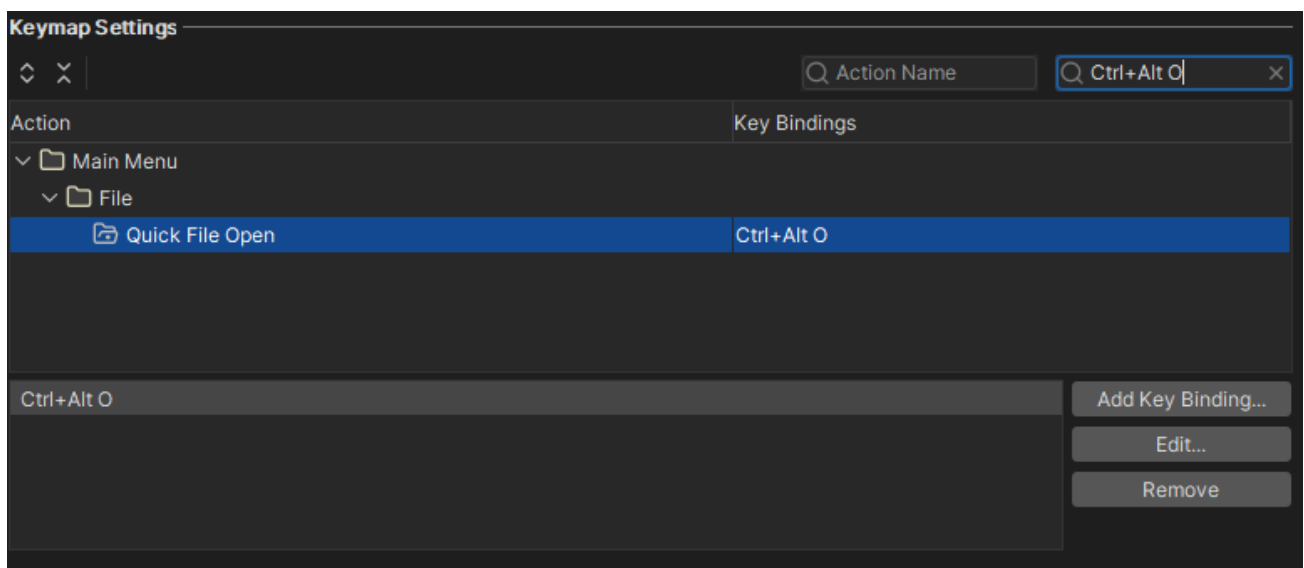 Keymap Settings
Action Name
Ctrl+Alt O
Action
Key Bindings
Main Menu
File
Quick File Open
Ctrl+Alt O
Ctrl+Alt O
Add Key Binding...
Edit...
Remove